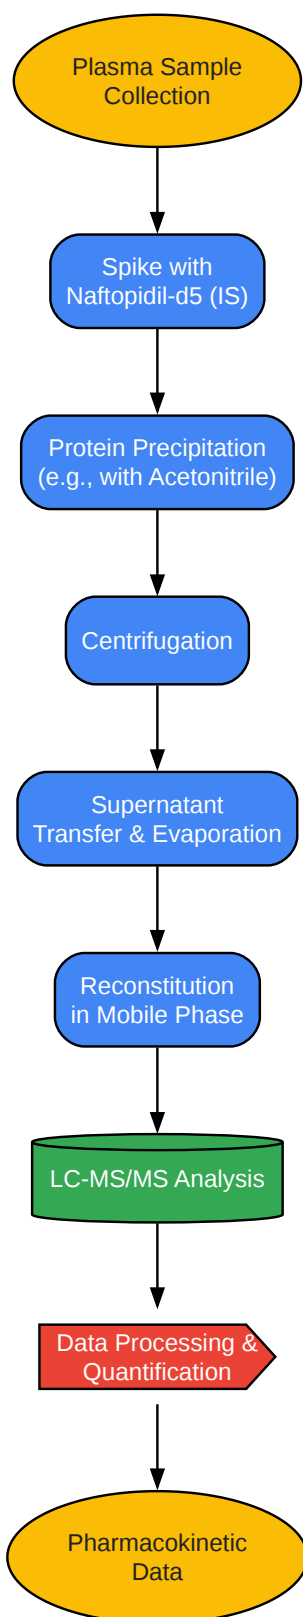 Plasma Sample
Collection
Spike with
Naftopidil-d5 (IS)
Protein Precipitation
(e.g., with Acetonitrile)
Centrifugation
Supernatant
Transfer & Evaporation
Reconstitution
in Mobile Phase
LC-MS/MS Analysis
Data Processing &
Quantification
Pharmacokinetic
Data